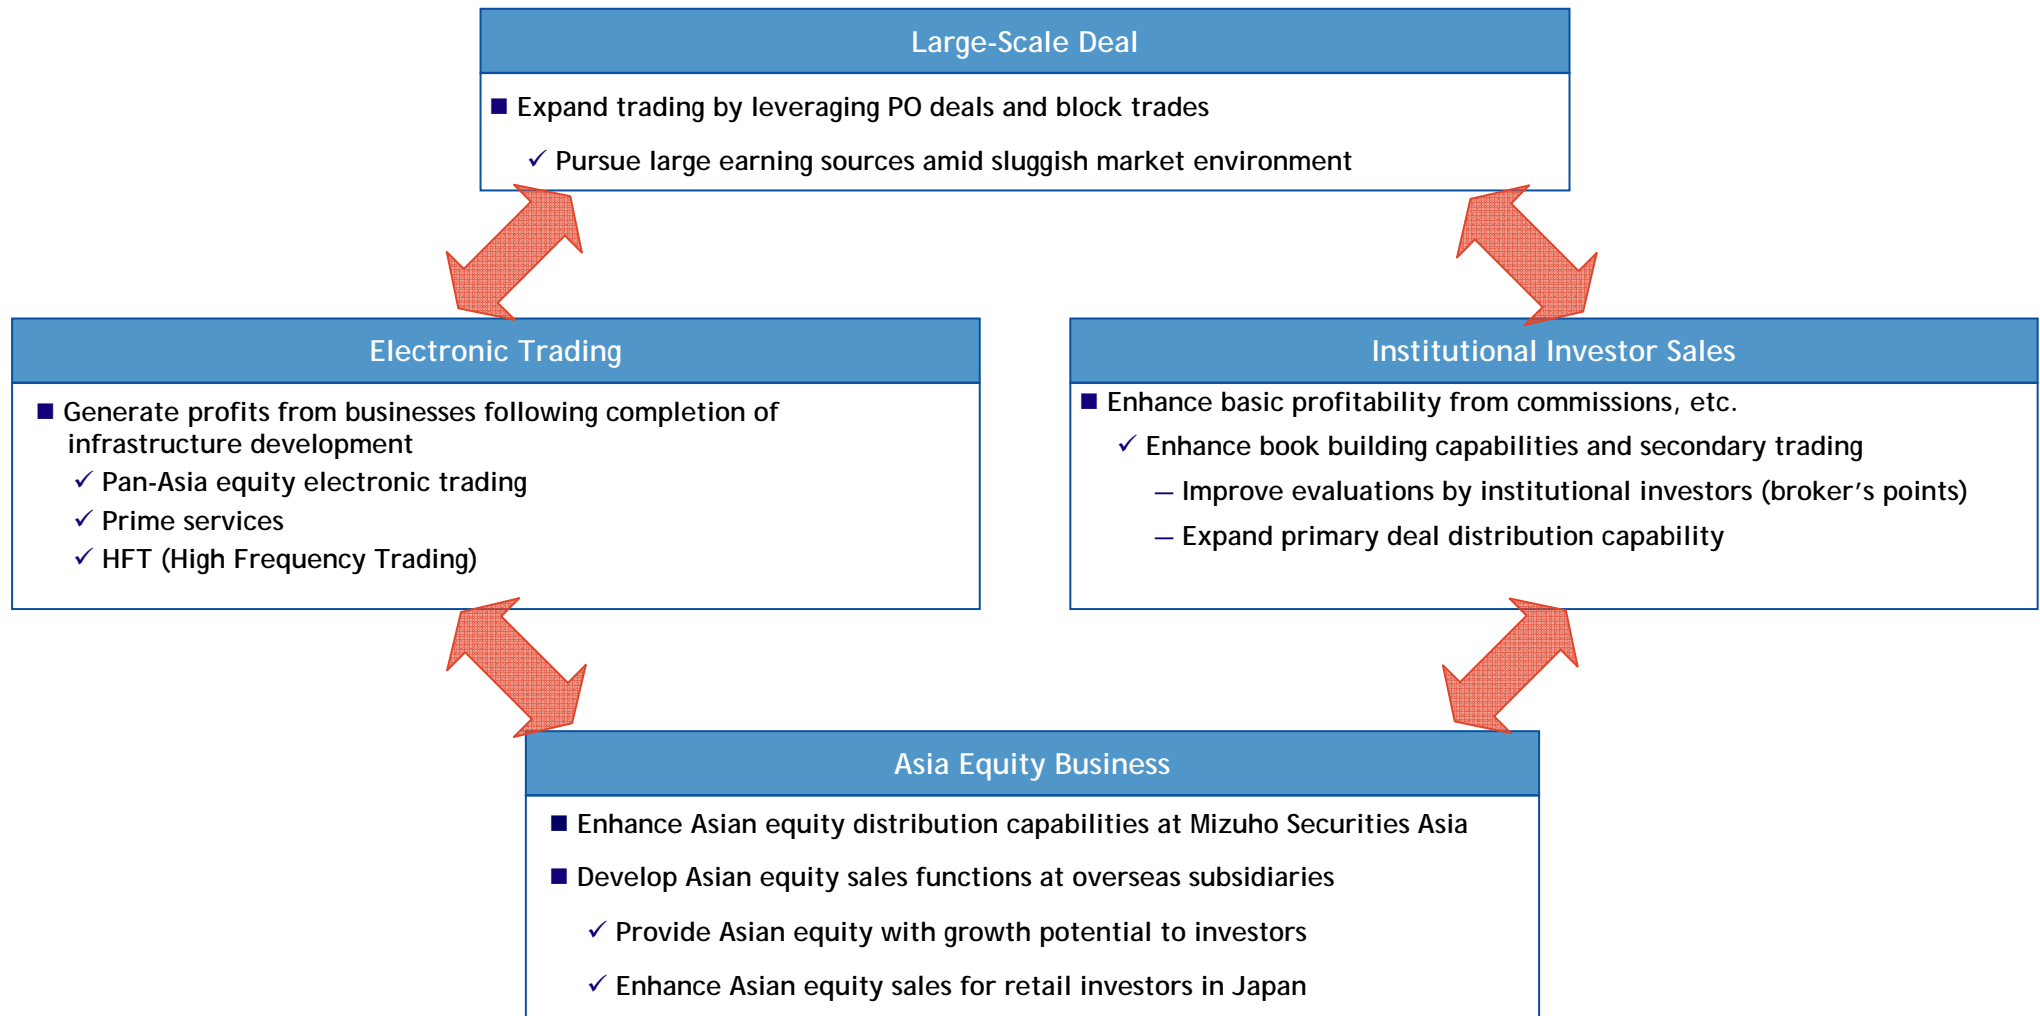 Large-Scale Deal
■ Expand trading by leveraging PO deals and block trades
✓ Pursue large earning sources amid sluggish market environment
Electronic Trading
■ Generate profits from businesses following completion of
infrastructure development
✓ Pan-Asia equity electronic trading
✓ Prime services
✓ HFT (High Frequency Trading)
Institutional Investor Sales
■ Enhance basic profitability from commissions, etc.
✓ Enhance book building capabilities and secondary trading
— Improve evaluations by institutional investors (broker's points)
— Expand primary deal distribution capability
Asia Equity Business
■ Enhance Asian equity distribution capabilities at Mizuho Securities Asia
■ Develop Asian equity sales functions at overseas subsidiaries
✓ Provide Asian equity with growth potential to investors
✓ Enhance Asian equity sales for retail investors in Japan